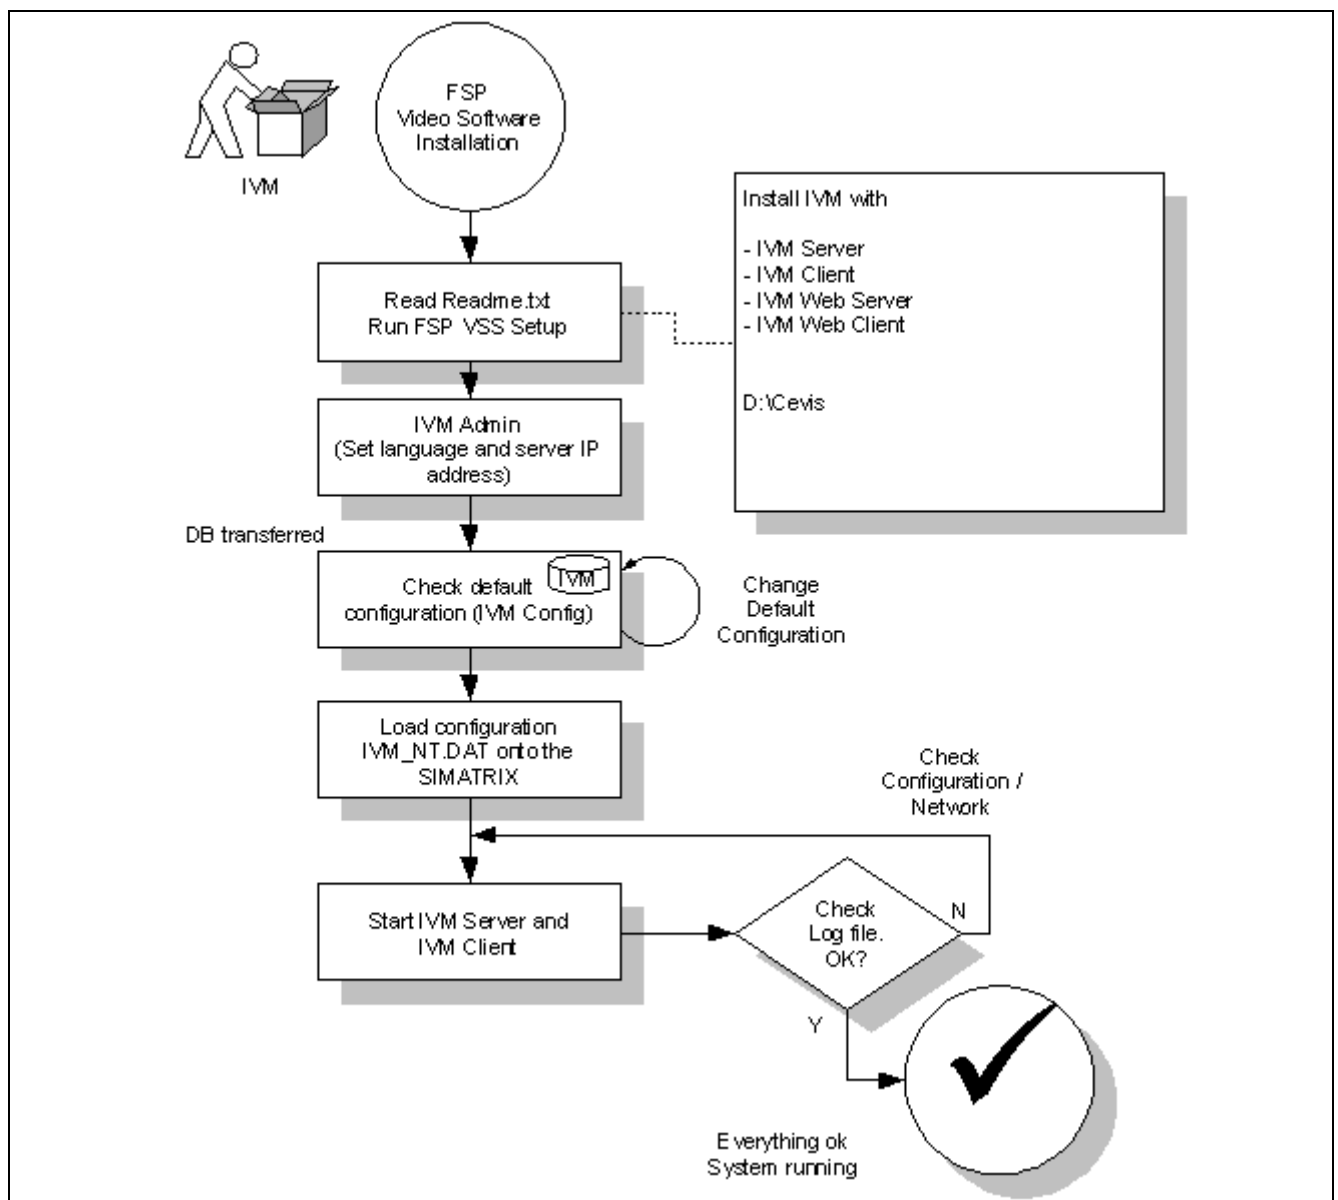 FSP
Video Software
Installation
IVM
Install IVM with
- IVM Server
- IVM Client
- IVM Web Server
- IVM Web Client
D:\Cevis
Read Readme.txt
Run FSP VSS Setup
IVM Admin
(Set language and server IP
address)
DB transferred
IVM
Check default
configuration (IVM Config)
Change
Default
Configuration
Load configuration
IVM_NT.DAT onto the
SIMATRIX
Check
Configuration /
Network
Start IVM Server and
IVM Client
Check
Log file.
OK?
N
Y
Everything ok
System running